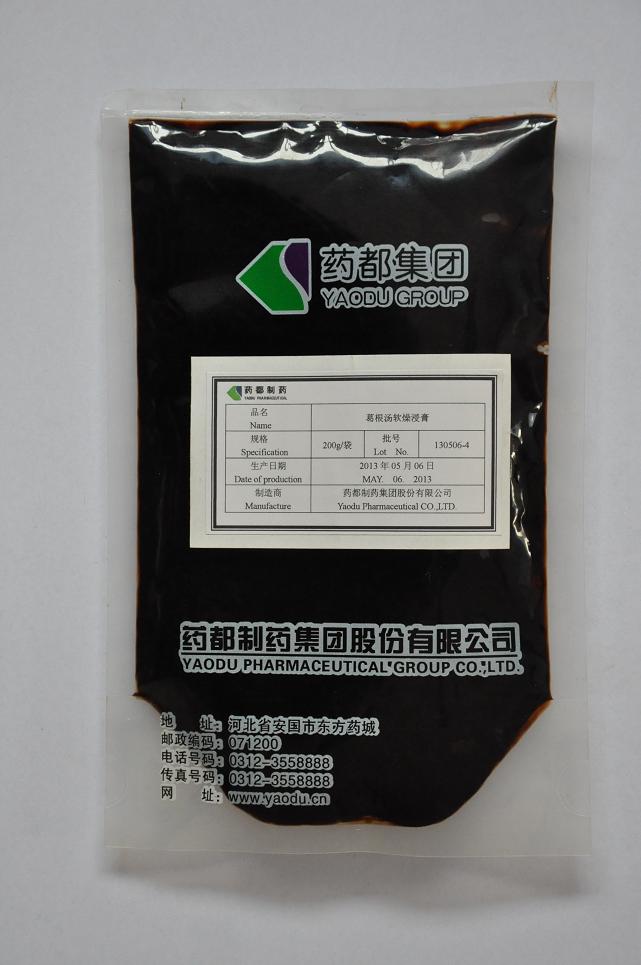 药都集团
YAODU GROUP
药都制药
YAODU PHARMACEUTICAL
品名 葛根汤软燥浸膏
Name
规格 200g/袋 批号 130506-4
Specification Lot No.
生产日期 2013 年 05 月 06 日
Date of production MAY. 06. 2013
制造商 药都制药集团股份有限公司
Manufacture Yaodu Pharmaceutical CO.,LTD.
药都制药集团股份有限公司
YAODU PHARMACEUTICAL GROUP CO.,LTD.
地 址：河北省安国市东方药城
邮政编码：071200
电话号码：0312-3558888
传真号码：0312-3558888
网 址：www.yaodu.cn